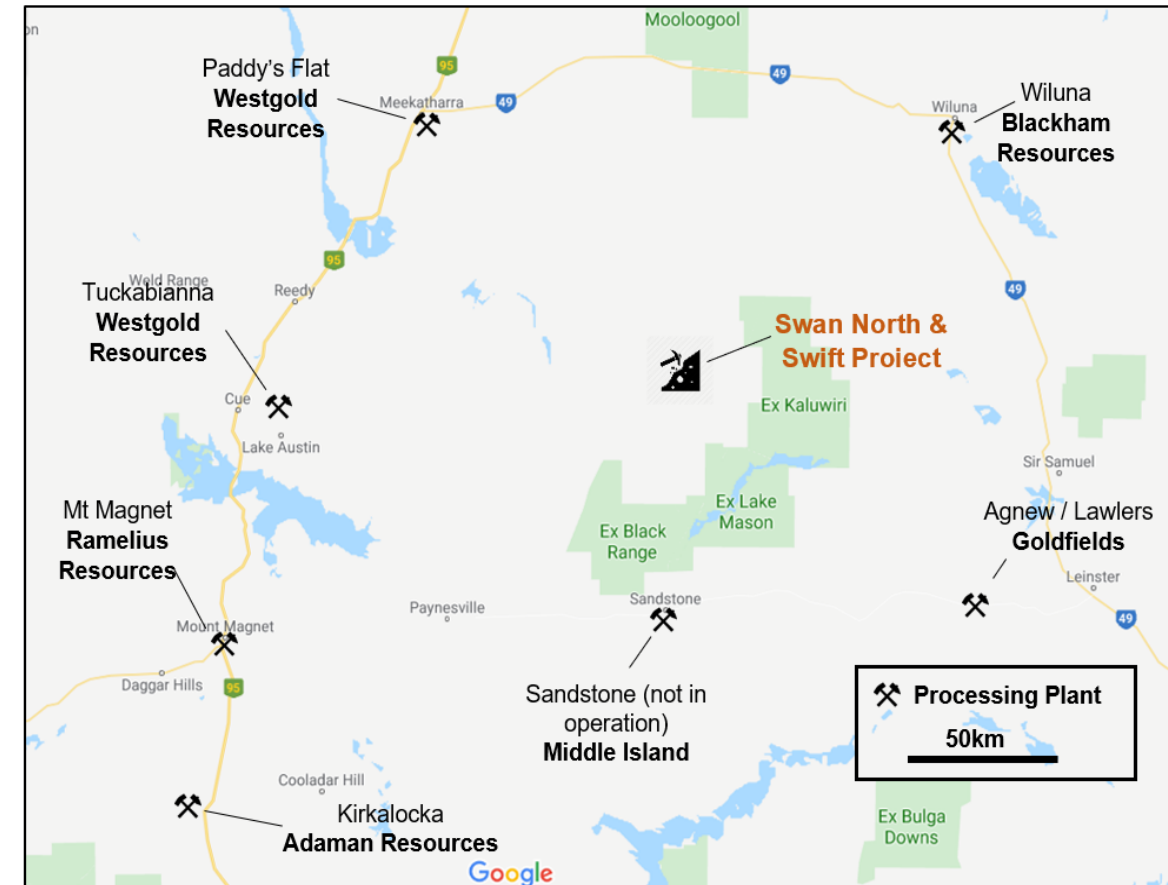 on
Mooloogool
95
Paddy's Flat
Westgold
Resources
Meekatharra
49
49
Wiluna
Wiluna
Blackham
Resources
95
Weld Range
Tuckabianna
Westgold
Resources
Reedy
49
Swan North &
Swift Project
Cue
Lake Austin
Ex Kaluwiri
Sir Samuel
Mt Magnet
Ramelius
Resources
Ex Lake
Mason
Ex Black
Range
Agnew / Lawlers
Goldfields
Leinster
Paynesville
Sandstone
49
Mount Magnet
Daggar Hills
95
Sandstone (not in
operation)
Middle Island
Processing Plant
50km
Cooladar Hill
Kirkalocka
Adaman Resources
Ex Bulga
Downs
Google